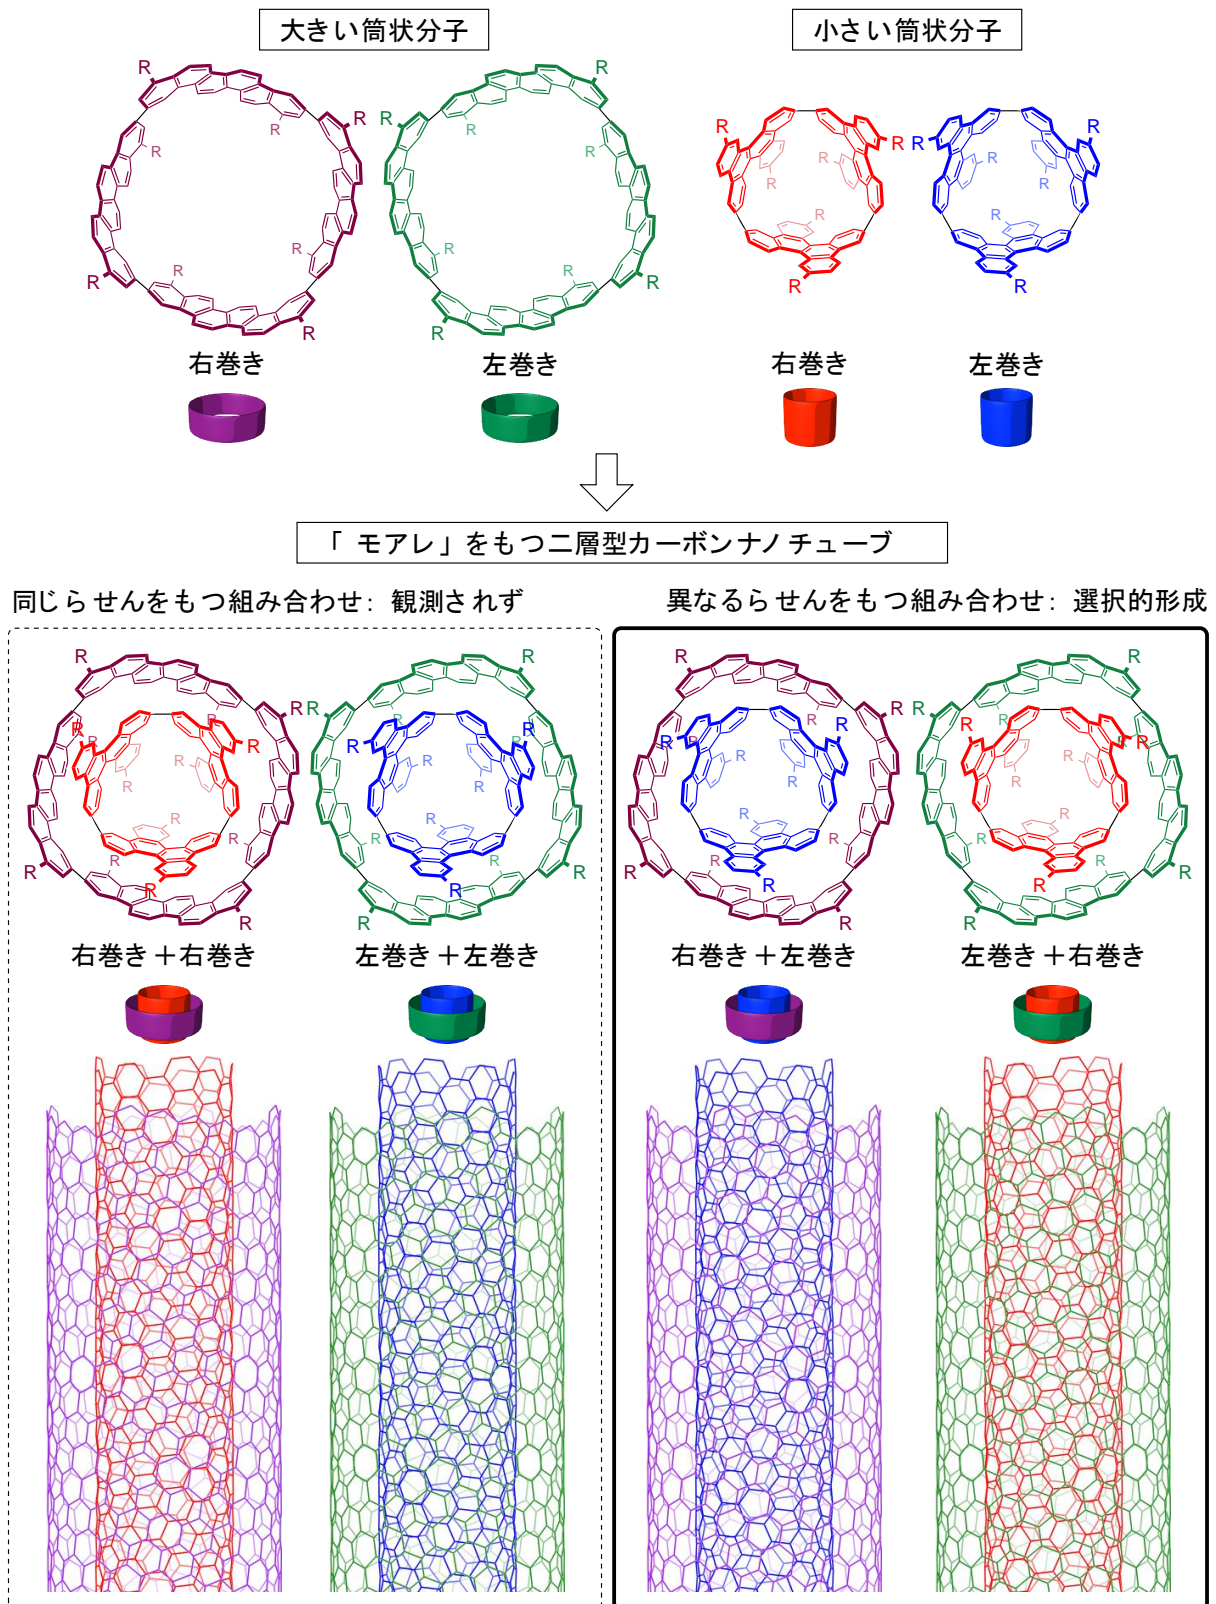 大きい筒状分子
小さい筒状分子
R R
R R
R R
R R
R R
R R
R R
R R
R R R R
R R R R
R R
R R
右巻き 左巻き 右巻き 左巻き
「モアレ」をもつ二層型カーボンナノチューブ
同じらせんをもつ組み合わせ: 観測されず
異なるらせんをもつ組み合わせ: 選択的形成
R R R R
R R R R
R R R R
R R R R
R R R R
R R R R
R R R R
R R R R
R R R R
R R R R
右巻き＋右巻き 左巻き＋左巻き 右巻き＋左巻き 左巻き＋右巻き